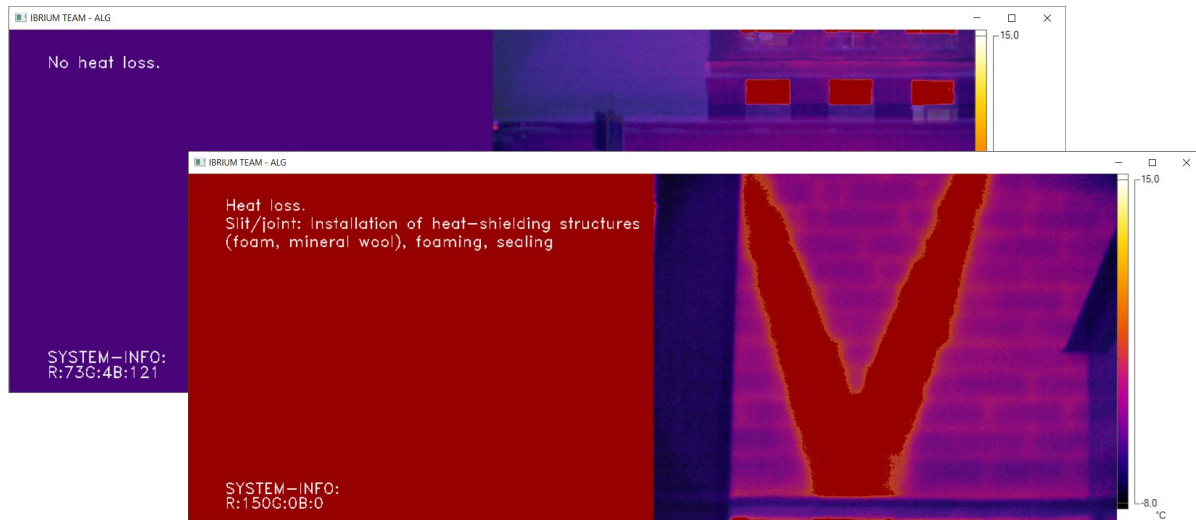 IBRIUM TEAM - ALG
No heat loss.
15,0
SYSTEM-INFO:
R:73G:4B:121
IBRIUM TEAM - ALG
Heat loss.
Slit/joint: Installation of heat-shielding structures
(foam, mineral wool), foaming, sealing
15,0
SYSTEM-INFO:
R:150G:0B:0
-8,0
°C